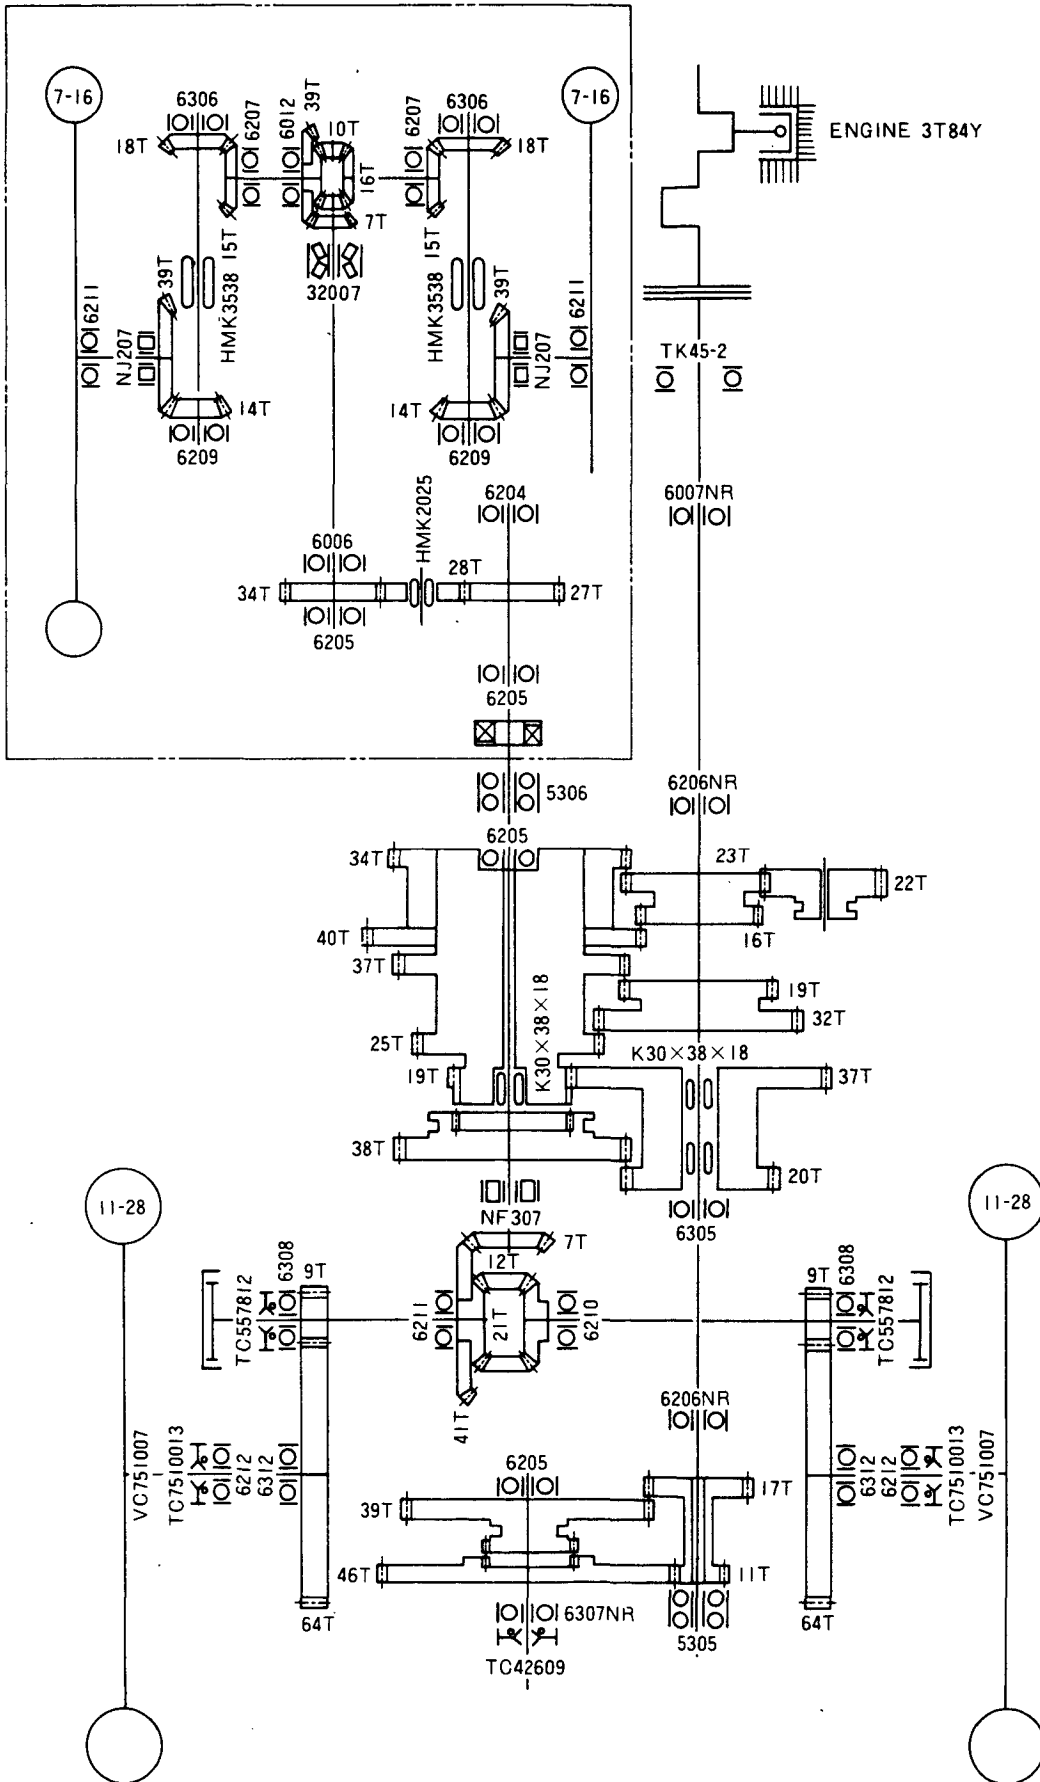 7-16
6306
6207
6012
39T
10T
6306
6207
7-16
ENGINE 3T84Y
18T
18T
16T
7T
15T
15T
32007
39T
HMK3538
HMK3538
39T
6211
NJ207
NJ207
6211
TK45-2
14T
14T
6209
6209
6204
6007NR
HMK2025
6006
28T
34T
27T
6205
6205
6206NR
5306
6205
34T
23T
22T
40T
16T
37T
19T
32T
25T
K30×38×18
K30×38×18
19T
37T
38T
20T
11-28
11-28
NF307
6305
7T
6308
9T
12T
9T
6308
TC557812
6211
21T
6210
TC557812
41T
6206NR
VC751007
TC7510013
6212
6312
6205
17T
6312
6212
TC7510013
VC751007
39T
46T
11T
64T
6307NR
5305
64T
TC42609